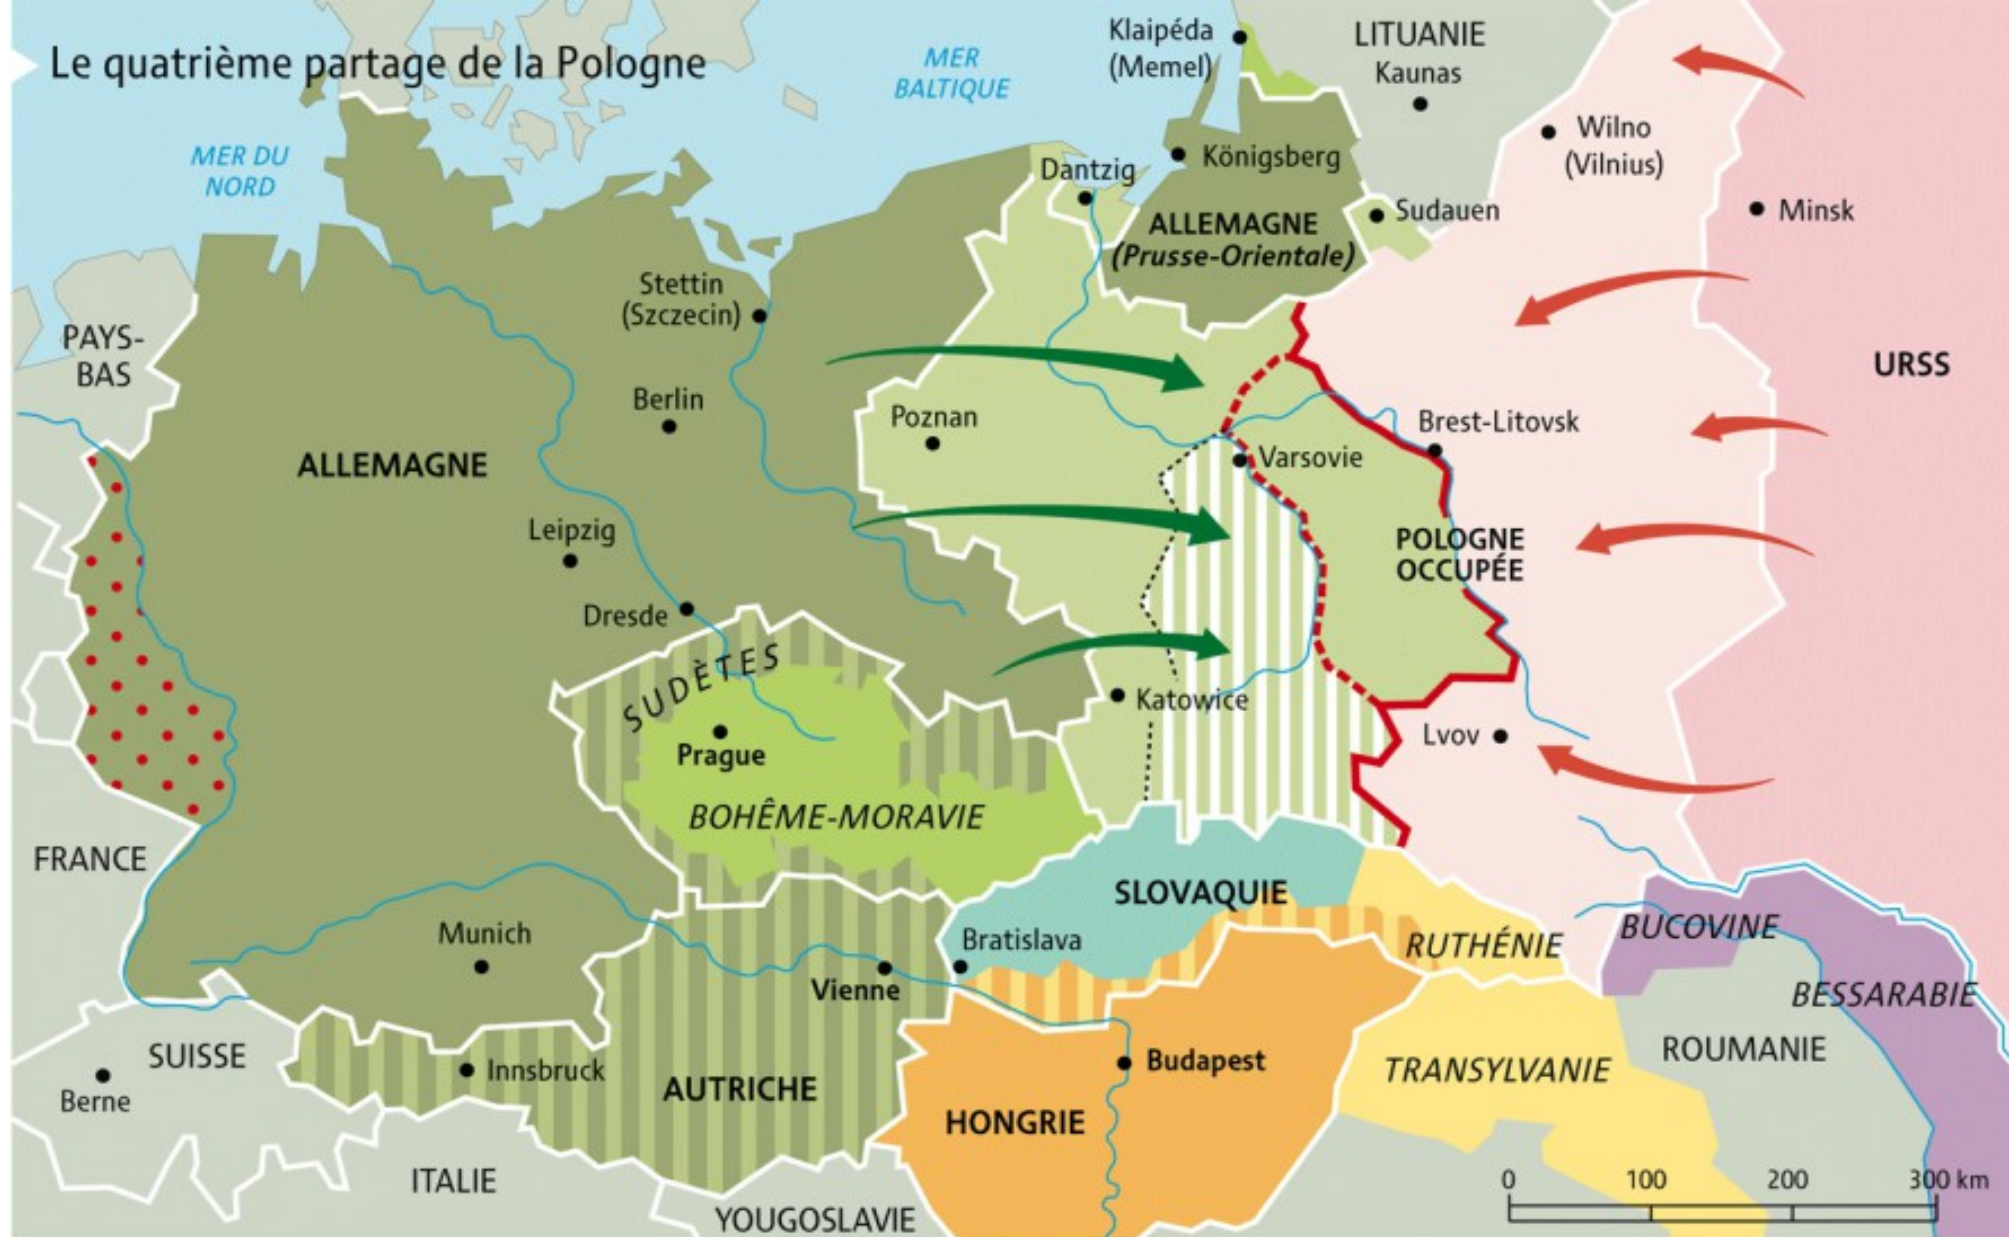 Le quatrième partage de la Pologne
MER DU
NORD
MER
BALTIQUE
Klaipéda
(Memel)
LITUANIE
Kaunas
Wilno
(Vilnius)
Königsberg
Dantzig
Sudauen
Minsk
ALLEMAGNE
(Prusse-Orientale)
Stettin
(Szczecin)
PAYS-
BAS
URSS
Berlin
Poznan
Brest-Litovsk
Varsovie
ALLEMAGNE
Leipzig
POLOGNE
OCCUPÉE
Dresde
SUDÈTES
Katowice
Prague
Lvov
BOHÊME-MORAVIE
FRANCE
SLOVAQUIE
Munich
Bratislava
RUTHÉNIE
BUCOVINE
Vienne
BESSARABIE
SUISSE
Innsbruck
AUTRICHE
Budapest
TRANSYLVANIE
ROUMANIE
Berne
HONGRIE
ITALIE
YOUGOSLAVIE
0 100 200 300 km